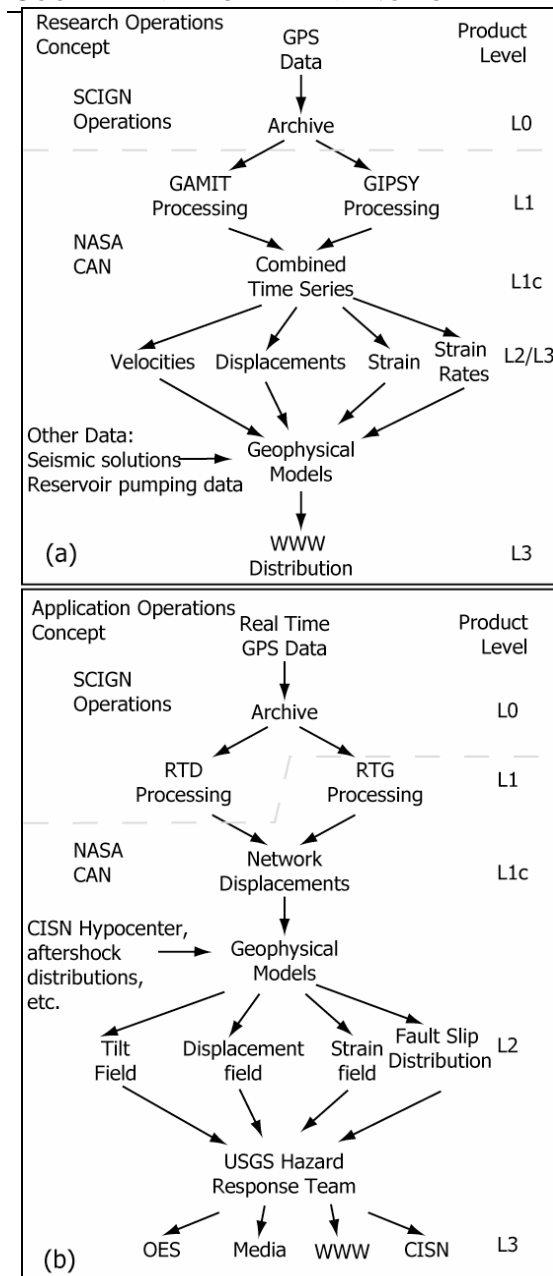 Research Operations
Concept
GPS
Data
Product
Level
SCIGN
Operations
Archive
L0
GAMIT
Processing
GIPSY
Processing
L1
NASA
CAN
Combined
Time Series
L1c
Velocities
Displacements
Strain
Strain
Rates
L2/L3
Other Data:
Seismic solutions
Reservoir pumping data
Geophysical
Models
WWW
Distribution
L3
(a)
Application Operations
Concept
Real Time
GPS Data
Product
Level
SCIGN
Operations
Archive
L0
RTD
Processing
RTG
Processing
L1
NASA
CAN
Network
Displacements
L1c
CISN Hypocenter,
aftershock
distributions,
etc.
Geophysical
Models
Tilt
Field
Displacement
field
Strain
field
Fault Slip
Distribution
L2
USGS Hazard
Response Team
OES
Media
WWW
CISN
L3
(b)